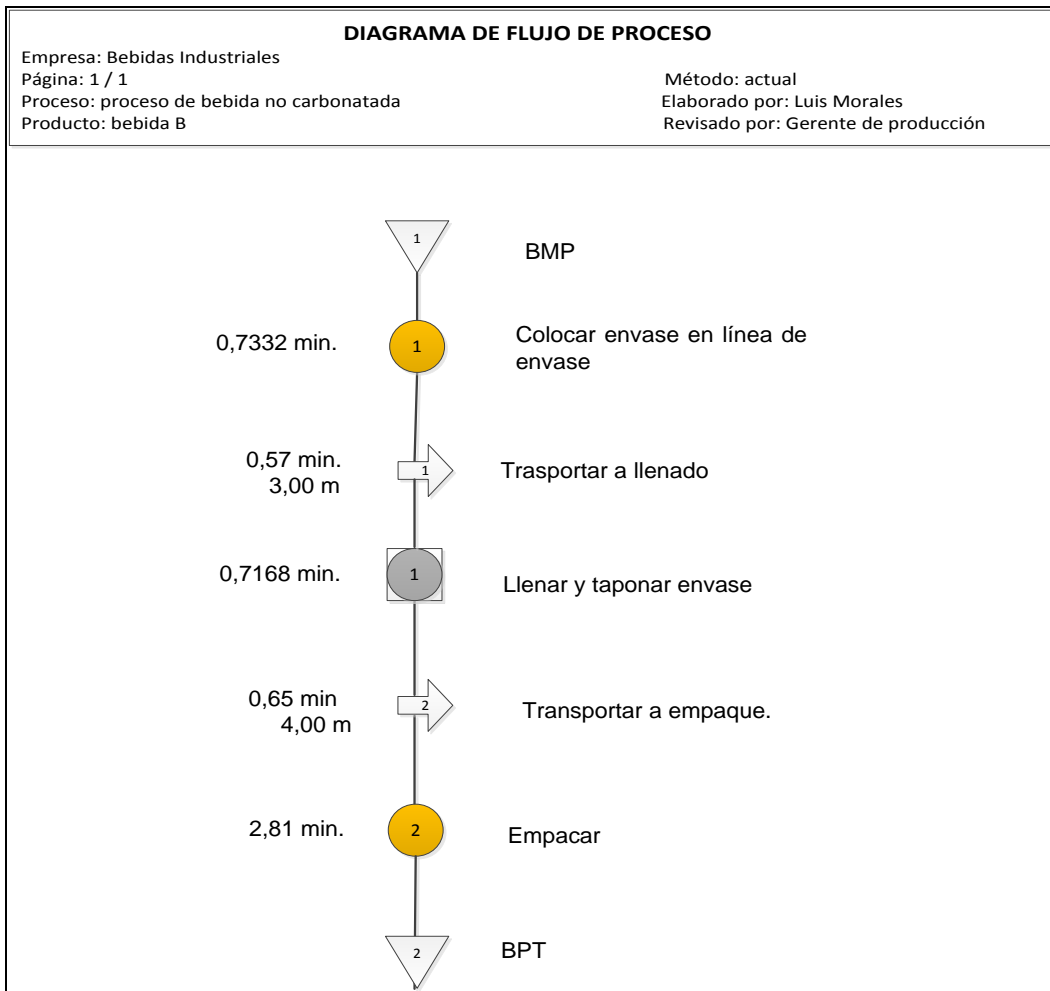 DIAGRAMA DE FLUJO DE PROCESO
Empresa: Bebidas Industriales
Página: 1 / 1
Método: actual
Proceso: proceso de bebida no carbonatada
Elaborado por: Luis Morales
Producto: bebida B
Revisado por: Gerente de producción
1
BMP
0,7332 min.
1
Colocar envase en línea de
envase
0,57 min.
3,00 m
1
Trasportar a llenado
0,7168 min.
1
Llenar y taponar envase
0,65 min
4,00 m
2
Transportar a empaque.
2,81 min.
2
Empacar
2
BPT